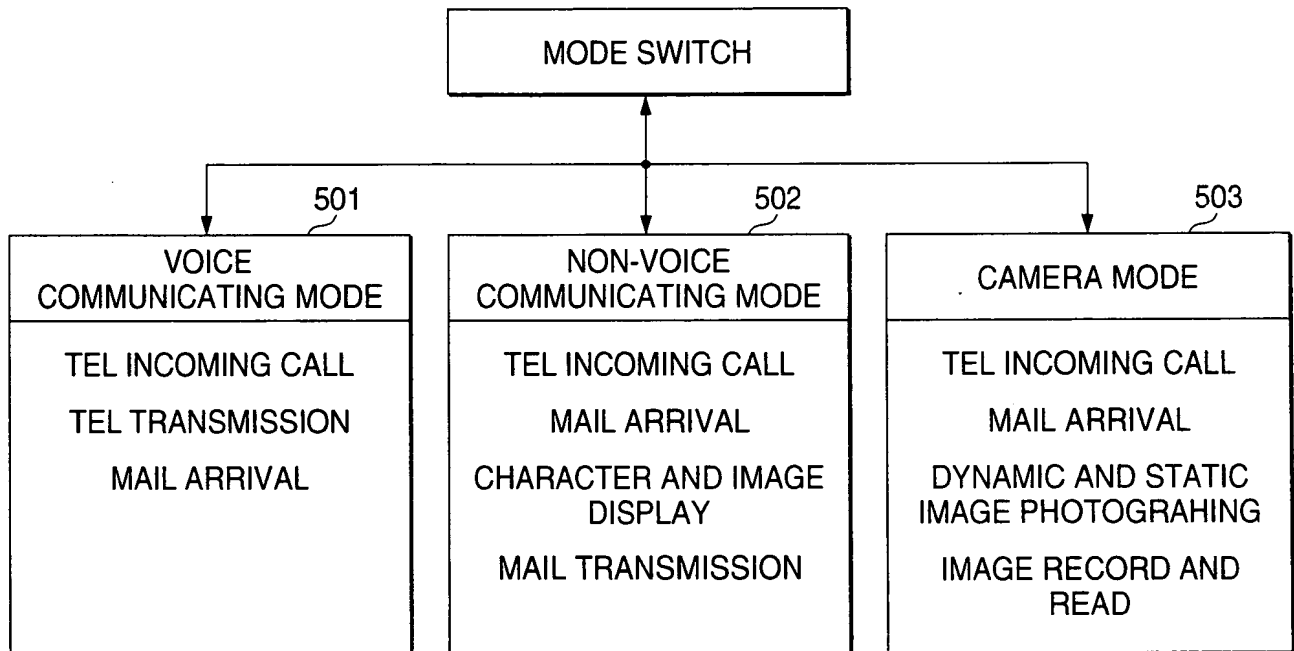 MODE SWITCH
501
502
503
VOICE
COMMUNICATING MODE
TEL INCOMING CALL
TEL TRANSMISSION
MAIL ARRIVAL
NON-VOICE
COMMUNICATING MODE
TEL INCOMING CALL
MAIL ARRIVAL
CHARACTER AND IMAGE
DISPLAY
MAIL TRANSMISSION
CAMERA MODE
TEL INCOMING CALL
MAIL ARRIVAL
DYNAMIC AND STATIC
IMAGE PHOTOGRAHING
IMAGE RECORD AND
READ